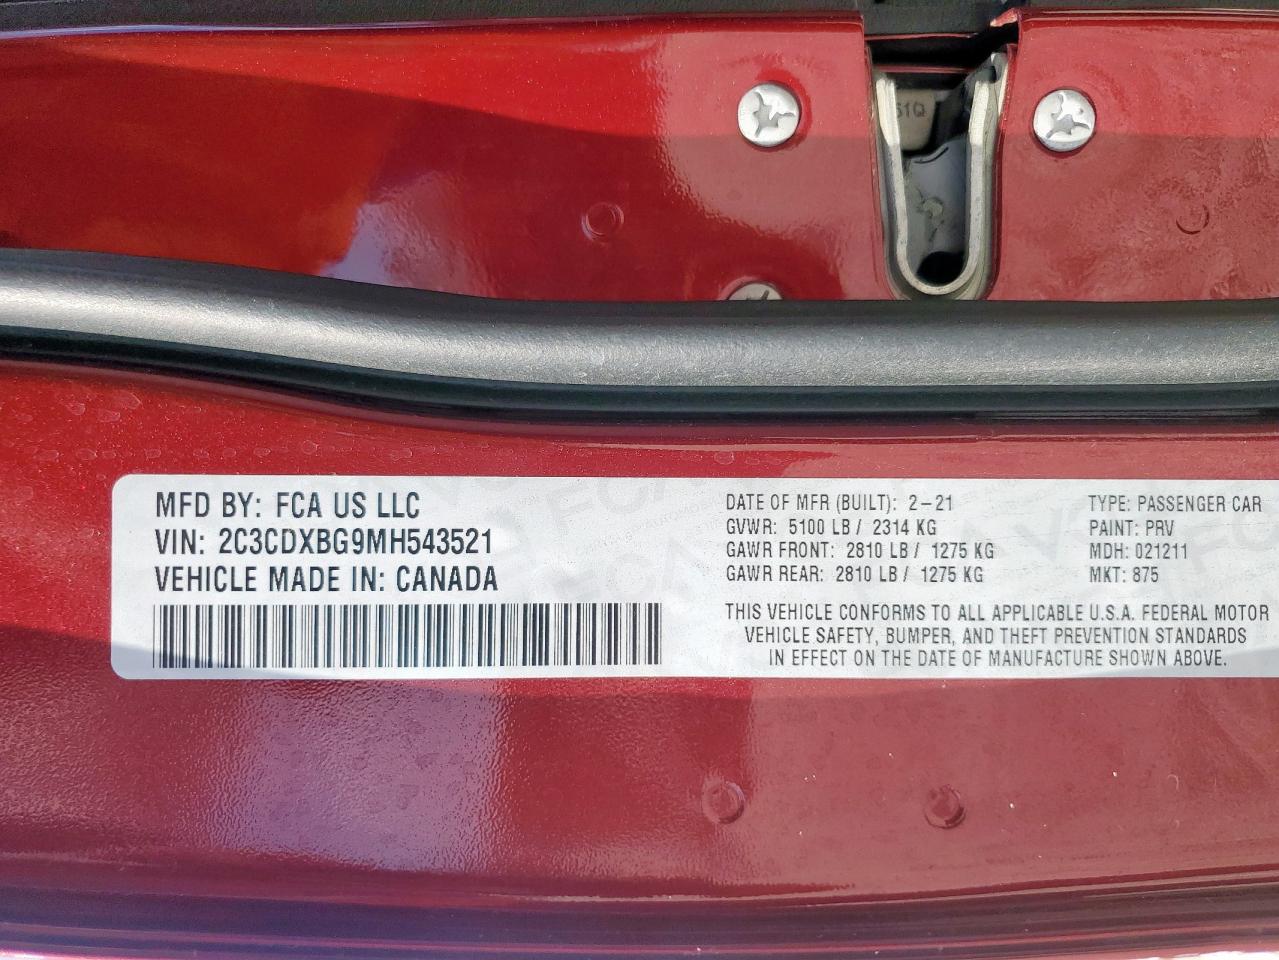 61Q
MFD BY: FCA US LLC
VIN: 2C3CDXBG9MH543521
VEHICLE MADE IN: CANADA
DATE OF MFR (BUILT): 2-21
GVWR: 5100 LB / 2314 KG
GAWR FRONT: 2810 LB / 1275 KG
GAWR REAR: 2810 LB / 1275 KG
TYPE: PASSENGER CAR
PAINT: PRV
MDH: 021211
MKT: 875
THIS VEHICLE CONFORMS TO ALL APPLICABLE U.S.A. FEDERAL MOTOR
VEHICLE SAFETY, BUMPER, AND THEFT PREVENTION STANDARDS
IN EFFECT ON THE DATE OF MANUFACTURE SHOWN ABOVE.